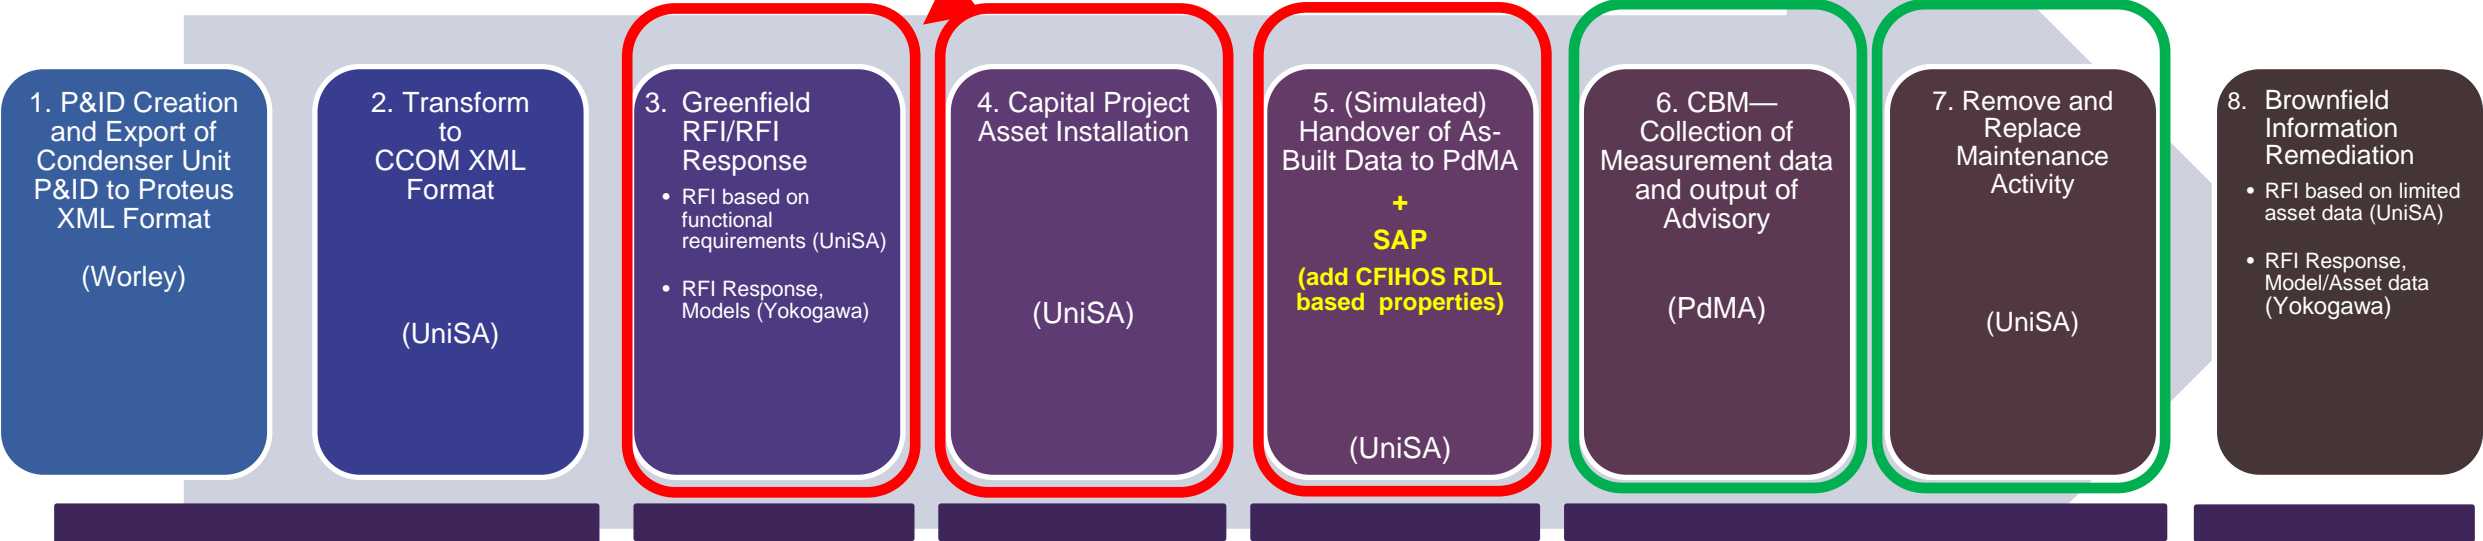 1. P&ID Creation
and Export of
Condenser Unit
P&ID to Proteus
XML Format
(Worley)
2. Transform
to
CCOM XML
Format
(UniSA)
3. Greenfield
RFI/RFI
Response
• RFI based on
functional
requirements (UniSA)
• RFI Response,
Models (Yokogawa)
4. Capital Project
Asset Installation
(UniSA)
5. (Simulated)
Handover of As-
Built Data to PdMA
+
SAP
(add CFIHOS RDL
based properties)
(UniSA)
6. CBM—
Collection of
Measurement data
and output of
Advisory
(PdMA)
7. Remove and
Replace
Maintenance
Activity
(UniSA)
8. Brownfield
Information
Remediation
• RFI based on limited
asset data (UniSA)
• RFI Response,
Model/Asset data
(Yokogawa)